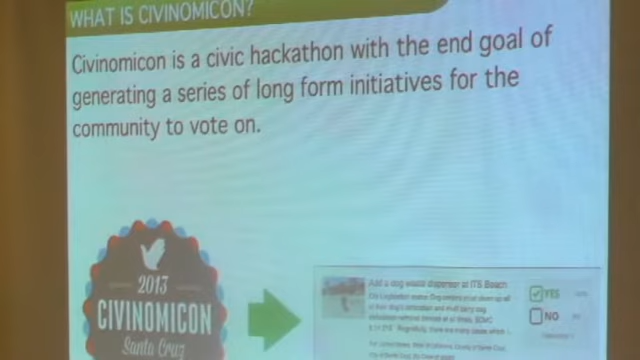 WHAT IS CIVINOMICON?
Civinomicon is a civic hackathon with the end goal of
generating a series of long form initiatives for the
community to vote on.
2013
CIVINOMICON
Santa Cruz
Add a dog waste dispenser at ITS Beach
YES
NO